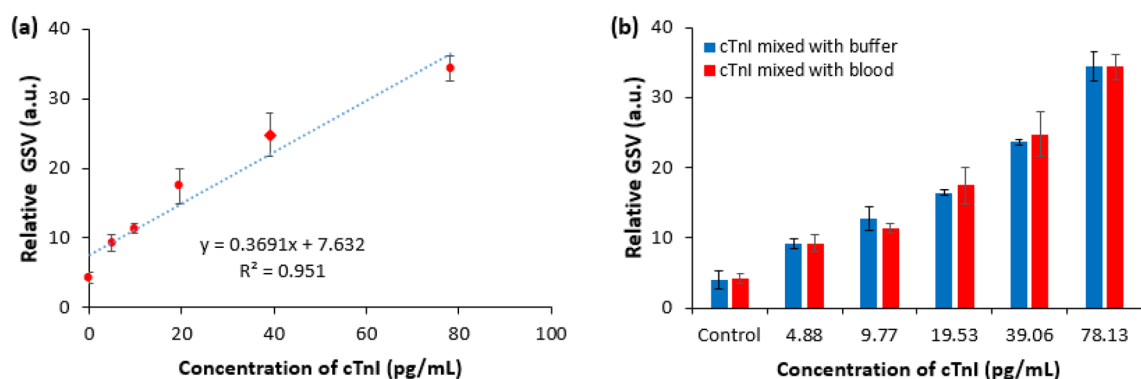 (a)
Relative GSV (a.u.)
40
30
20
10
0
y = 0.3691x + 7.632
R² = 0.951
0 20 40 60 80 100
Concentration of cTnI (pg/mL)
(b)
Relative GSV (a.u.)
40
30
20
10
0
cTnI mixed with buffer
cTnI mixed with blood
Control 4.88 9.77 19.53 39.06 78.13
Concentration of cTnI (pg/mL)